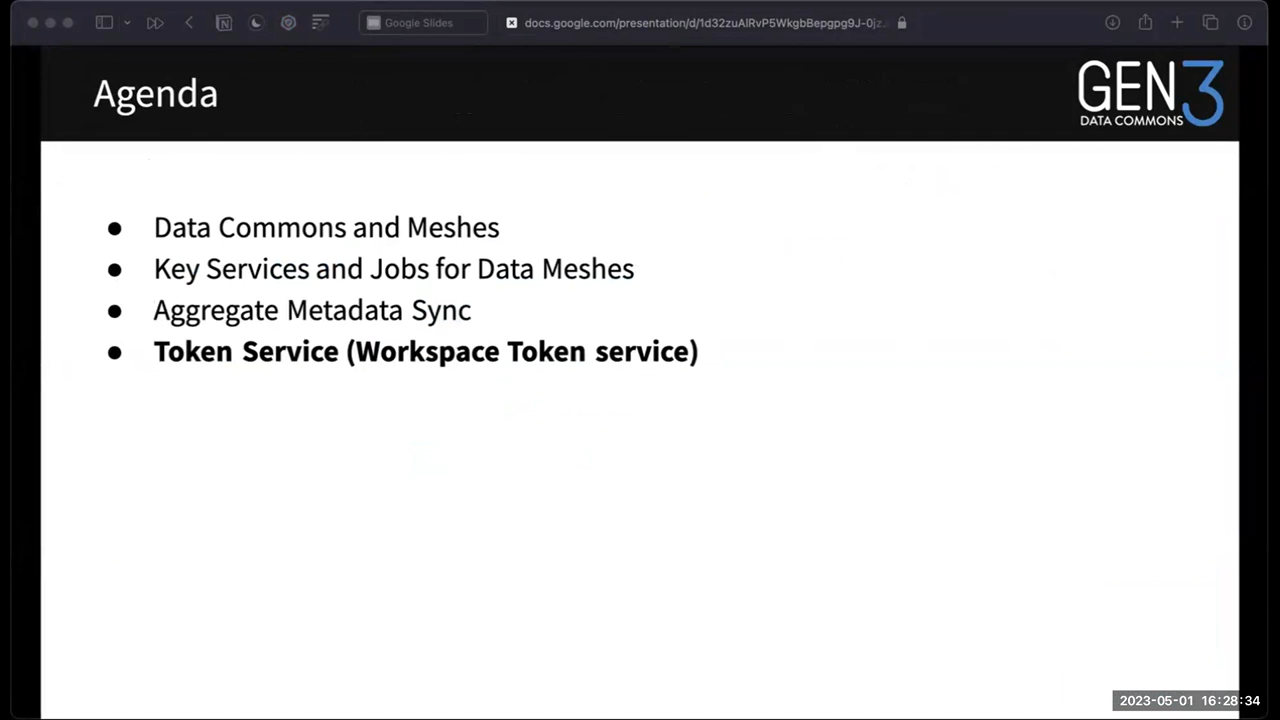 Google Slides
docs.google.com/presentation/d/1d32zuAlRvP5WkgbBepgpg9J-0jz
Agenda
GEN3
DATA COMMONS
● Data Commons and Meshes
● Key Services and Jobs for Data Meshes
● Aggregate Metadata Sync
● Token Service (Workspace Token service)
2023-05-01 16:28:34